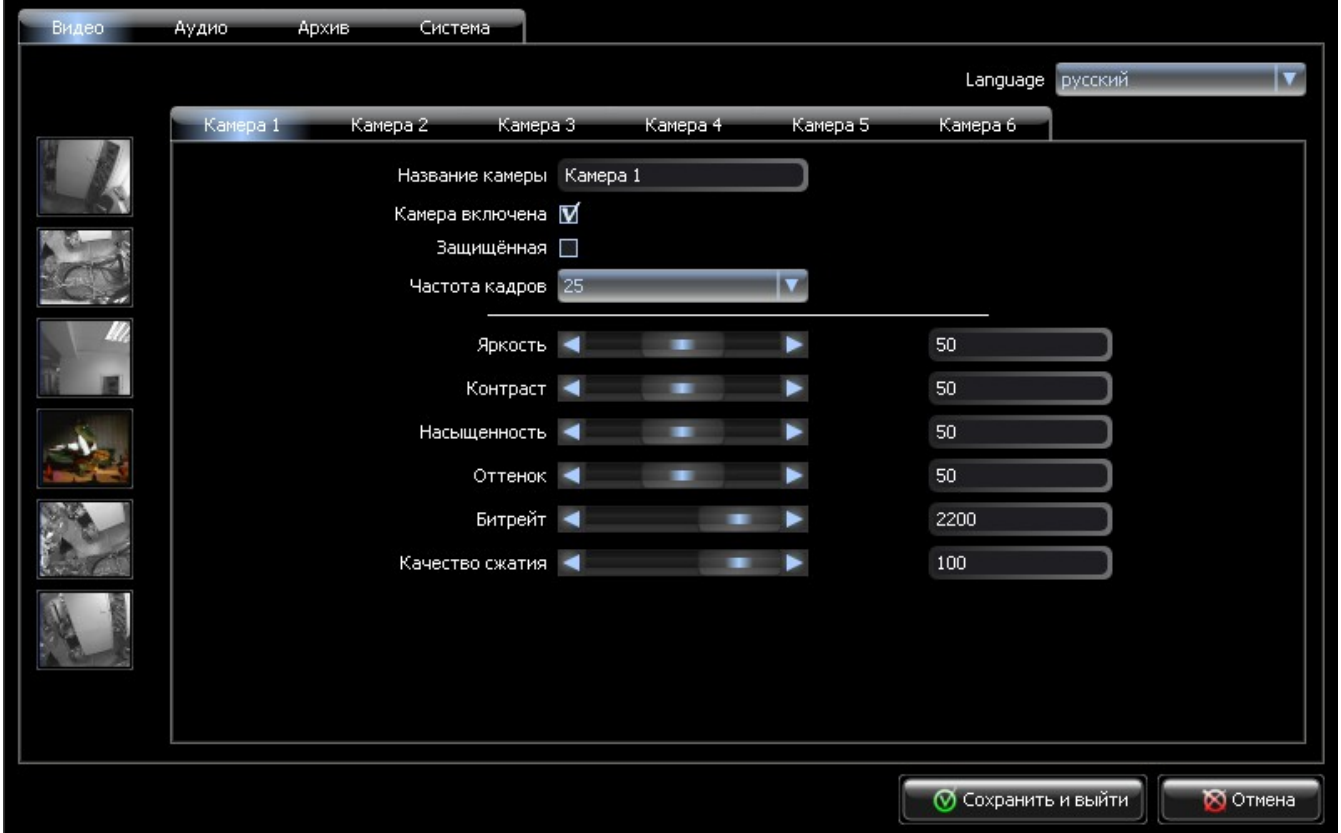 Видео Аудио Архив Система
Language русский
Камера 1 Камера 2 Камера 3 Камера 4 Камера 5 Камера 6
Название камеры Камера 1
Камера включена
Защищённая
Частота кадров 25
Яркость 50
Контраст 50
Насыщенность 50
Оттенок 50
Битрейт 2200
Качество сжатия 100
Сохранить и выйти Отмена